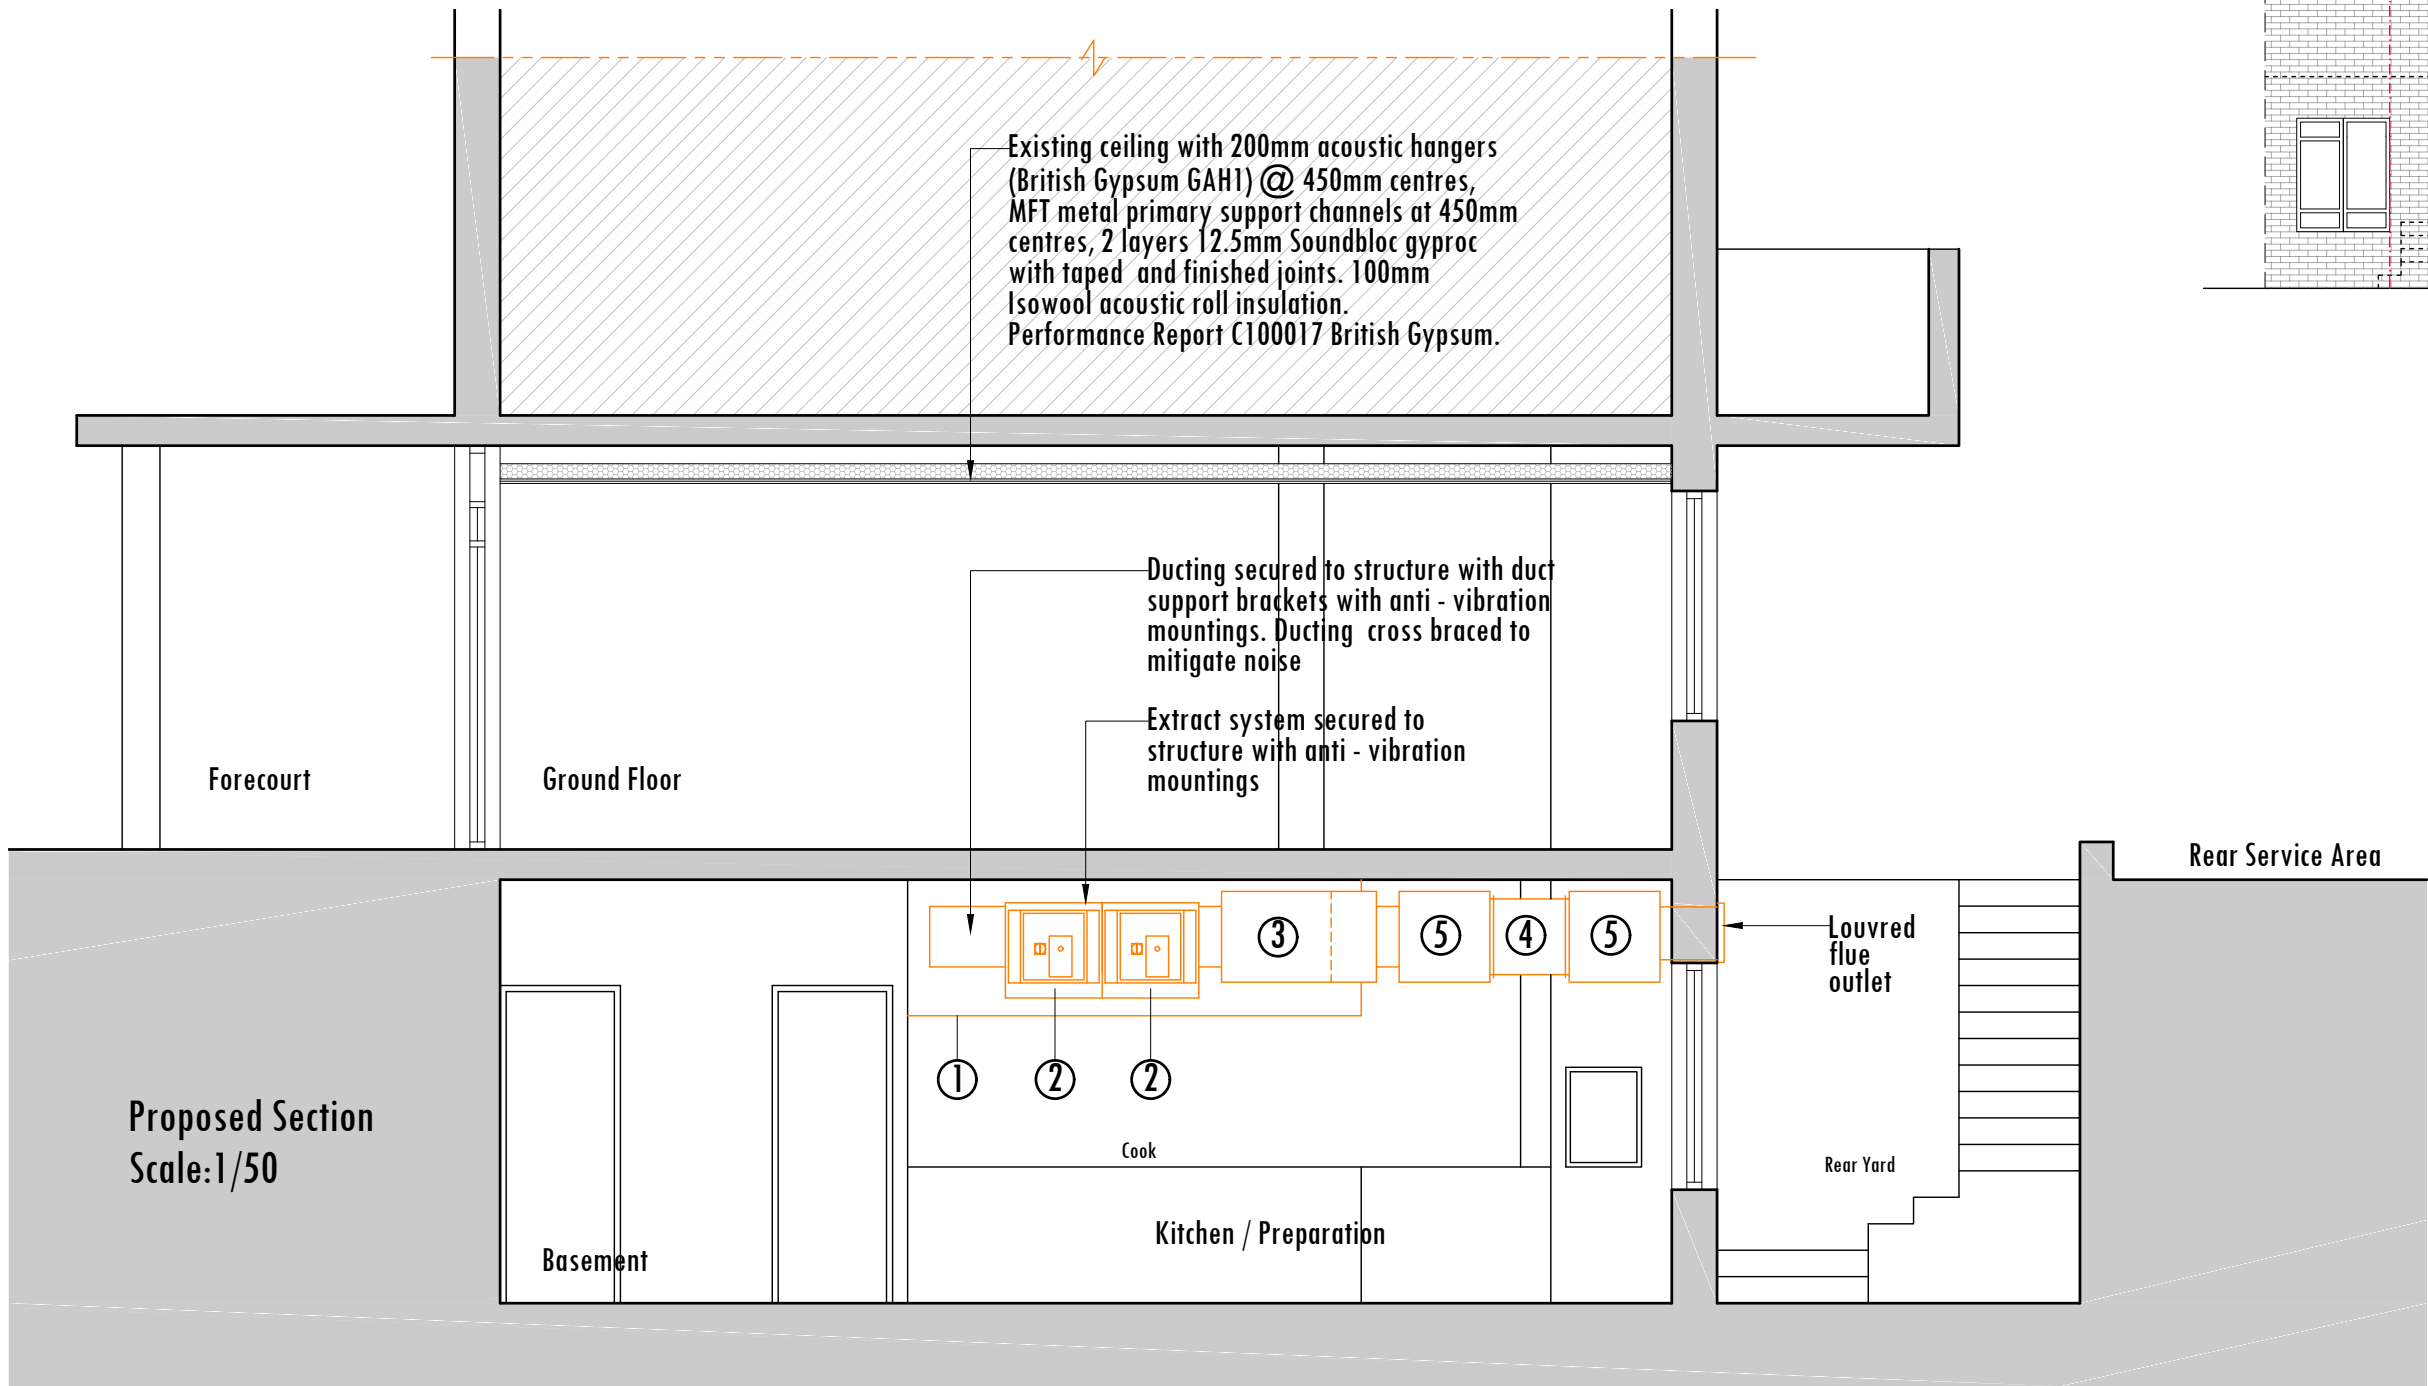 Existing ceiling with 200mm acoustic hangers
(British Gypsum GAH1) @ 450mm centres,
MFT metal primary support channels at 450mm
centres, 2 layers 12.5mm Soundbloc gyproc
with taped and finished joints. 100mm
Isowool acoustic roll insulation.
Performance Report C100017 British Gypsum.
Ducting secured to structure with duct
support brackets with anti - vibration
mountings. Ducting cross braced to
mitigate noise
Extract system secured to
structure with anti - vibration
mountings
Forecourt
Ground Floor
Rear Service Area
3
5
4
5
Louvred
flue
outlet
1
2
2
Proposed Section
Scale:1/50
Cook
Rear Yard
Kitchen / Preparation
Basement